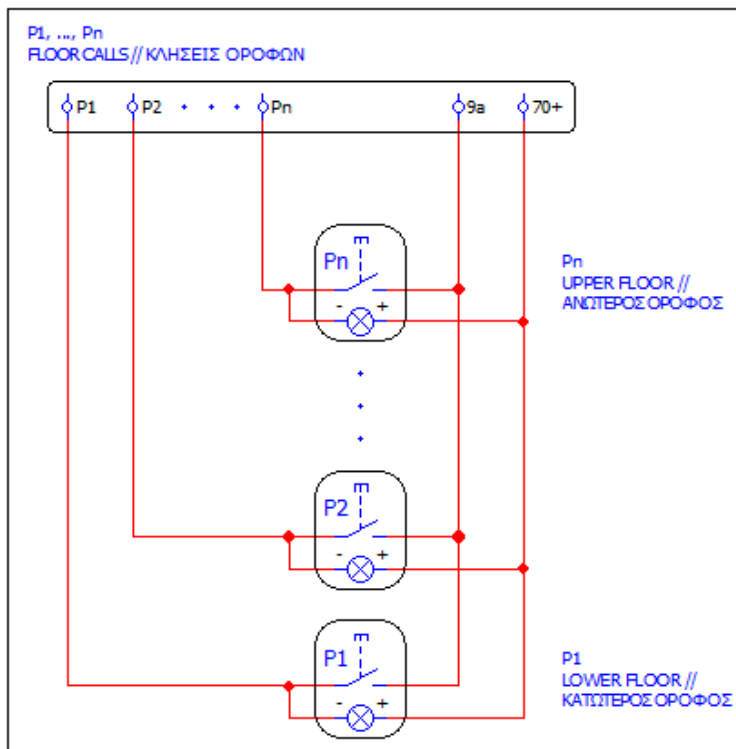 P1, ..., Pn
FLOOR CALLS // ΚΛΗΣΕΙΣ ΟΡΟΦΩΝ
P1 P2 Pn 9a 70+
Pn
- +
Pn
UPPER FLOOR //
ΑΝΩΤΕΡΟΣ ΟΡΟΦΟΣ
P2
- +
P1
- +
P1
LOWER FLOOR //
ΚΑΤΩΤΕΡΟΣ ΟΡΟΦΟΣ